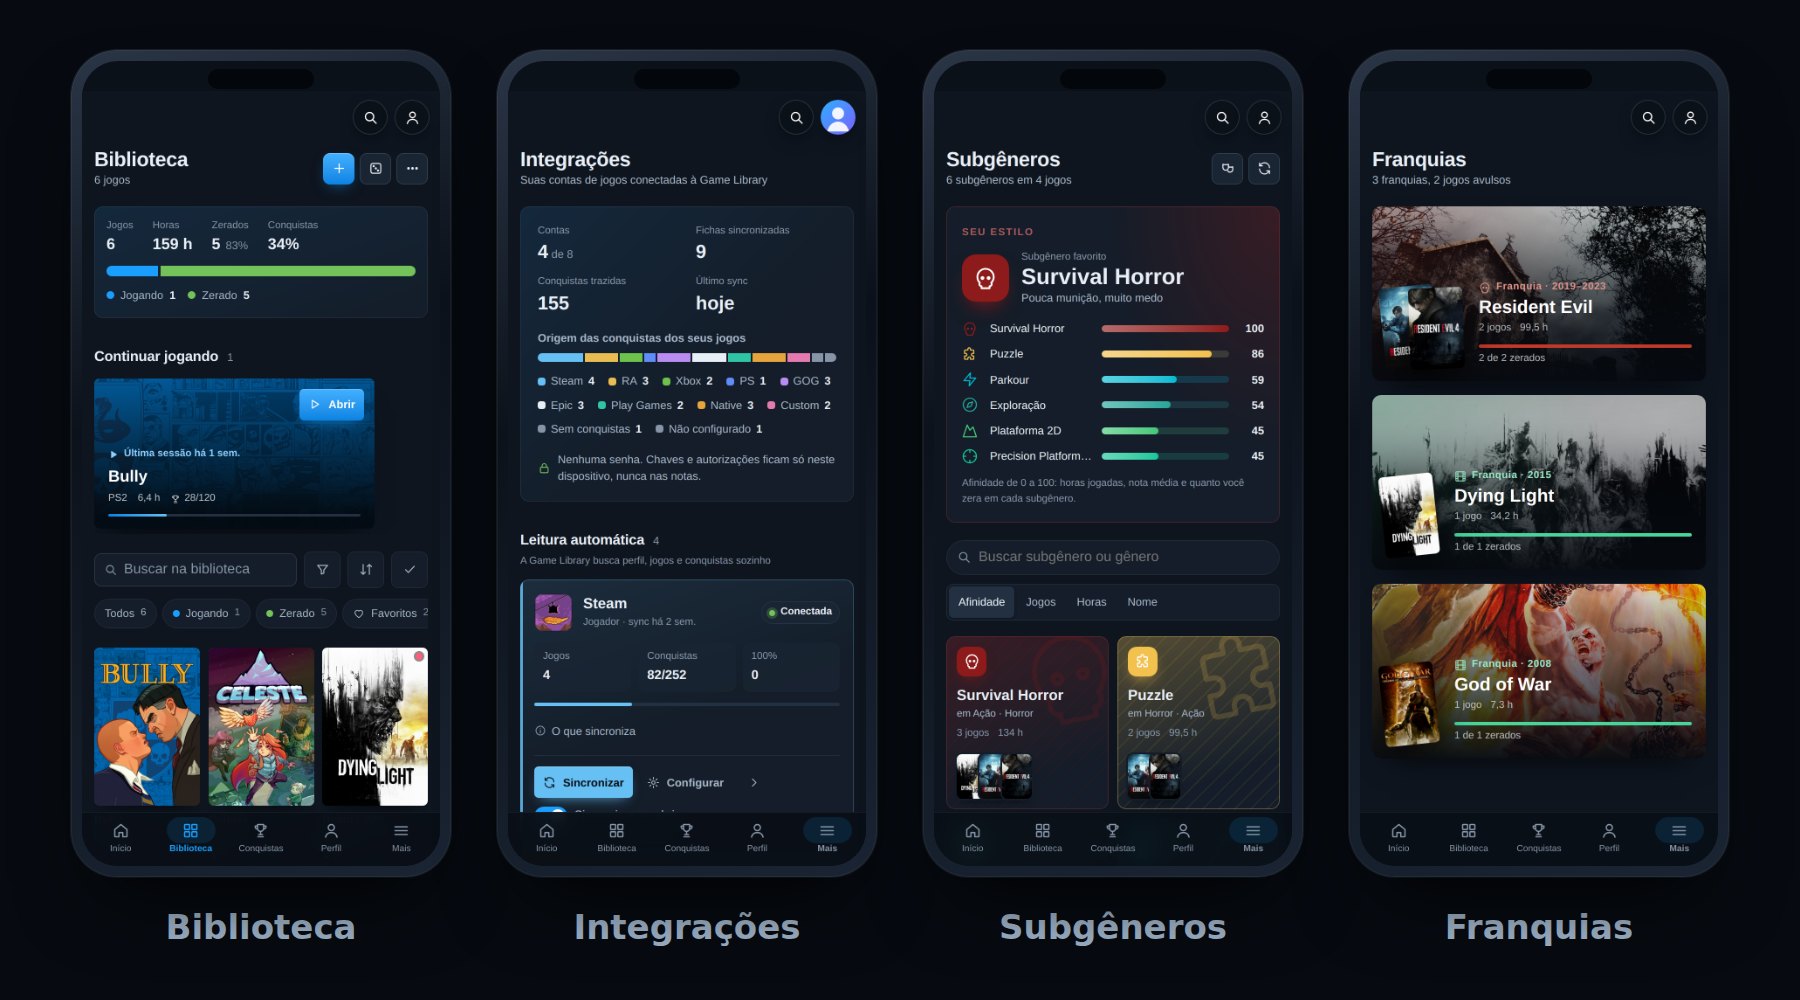 Biblioteca
6 jogos
Jogos Horas Zerados Conquistas
6 159 h 5 83% 34%
Jogando 1 Zerado 5
Continuar jogando 1
Abrir
Última sessão há 1 sem.
Bully
PS2 6,4 h 28/120
Buscar na biblioteca
Todos 6 Jogando 1 Zerado 5 Favoritos 2
BULLY
CELESTE
DYING LIGHT
Início Biblioteca Conquistas Perfil Mais
Biblioteca
Integrações
Suas contas de jogos conectadas à Game Library
Contas Fichas sincronizadas
4 de 8 9
Conquistas trazidas Último sync
155 hoje
Origem das conquistas dos seus jogos
Steam 4 RA 3 Xbox 2 PS 1 GOG 3
Epic 3 Play Games 2 Native 3 Custom 2
Sem conquistas 1 Não configurado 1
Nenhuma senha. Chaves e autorizações ficam só neste
dispositivo, nunca nas notas.
Leitura automática 4
A Game Library busca perfil, jogos e conquistas sozinho
Steam
Jogador · sync há 2 sem.
Conectada
Jogos Conquistas 100%
4 82/252 0
O que sincroniza
Sincronizar Configurar
Início Biblioteca Conquistas Perfil Mais
Integrações
Subgêneros
6 subgêneros em 4 jogos
SEU ESTILO
Subgênero favorito
Survival Horror
Pouca munição, muito medo
Survival Horror 100
Puzzle 86
Parkour 59
Exploração 54
Plataforma 2D 45
Precision Platform... 45
Afinidade de 0 a 100: horas jogadas, nota média e quanto você
zera em cada subgênero.
Buscar subgênero ou gênero
Afinidade Jogos Horas Nome
Survival Horror
em Ação · Horror
3 jogos 134 h
Puzzle
em Horror · Ação
2 jogos 99,5 h
Início Biblioteca Conquistas Perfil Mais
Subgêneros
Franquias
3 franquias, 2 jogos avulsos
Franquia · 2019–2023
Resident Evil
2 jogos 99,5 h
2 de 2 zerados
RESIDENT EVIL 4
Franquia · 2015
Dying Light
1 jogo 34,2 h
1 de 1 zerados
DYING LIGHT
Franquia · 2008
God of War
1 jogo 7,3 h
1 de 1 zerados
Início Biblioteca Conquistas Perfil Mais
Franquias